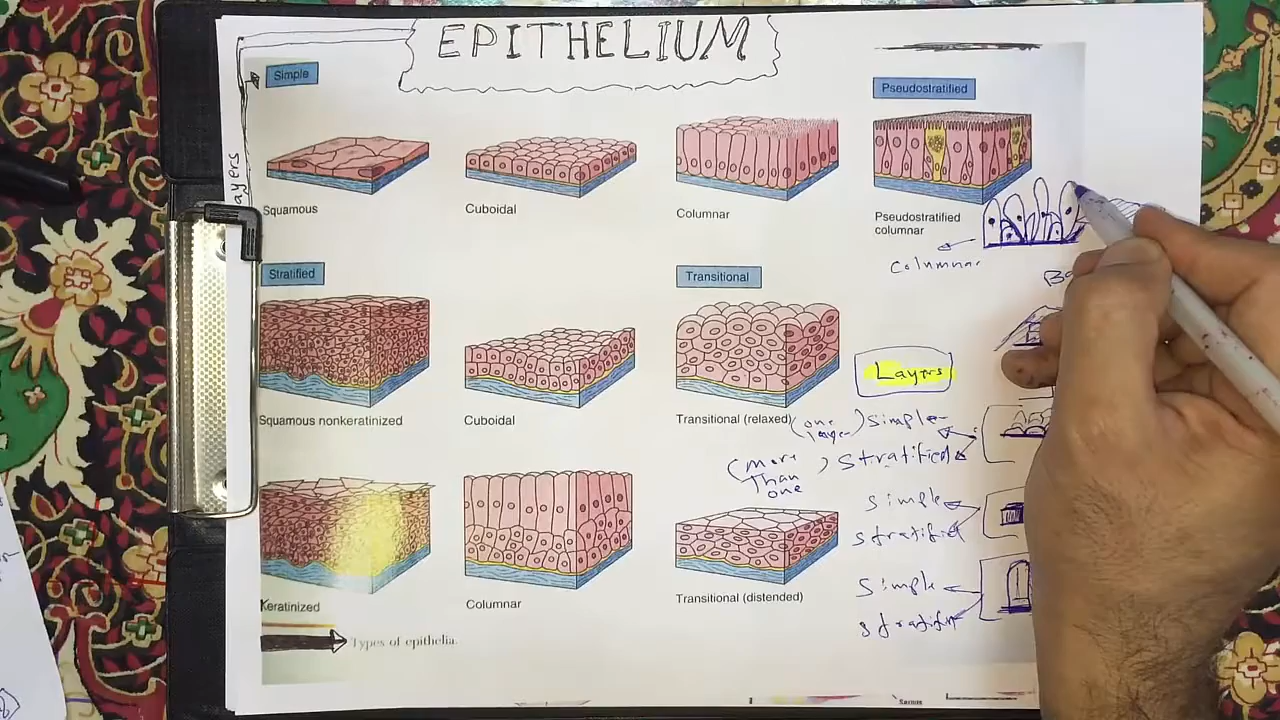 EPITHELIUM
Simple
Pseudostratified
Squamous
Cuboidal
Columnar
Pseudostratified
columnar
columnar
Stratified
Transitional
Layers
Squamous nonkeratinized
Cuboidal
Transitional (relaxed)
(one
layer)
simple
(more
Than
one)
stratified
simple
stratified
Keratinized
Columnar
Transitional (distended)
simple
Types of epithelia.